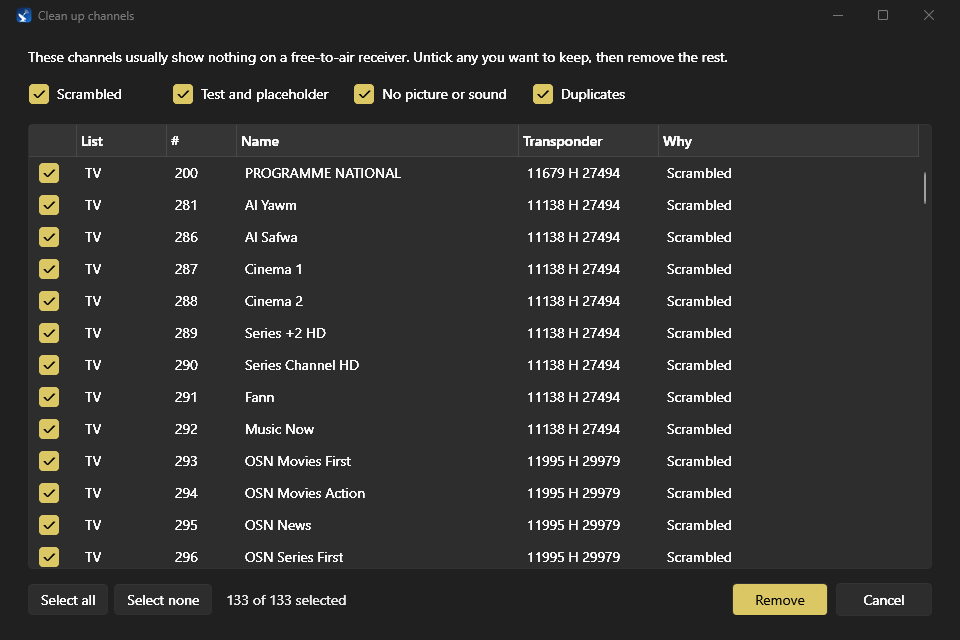 Clean up channels
These channels usually show nothing on a free-to-air receiver. Untick any you want to keep, then remove the rest.
Scrambled Test and placeholder No picture or sound Duplicates
List # Name Transponder Why
TV 200 PROGRAMME NATIONAL 11679 H 27494 Scrambled
TV 281 Al Yawm 11138 H 27494 Scrambled
TV 286 Al Safwa 11138 H 27494 Scrambled
TV 287 Cinema 1 11138 H 27494 Scrambled
TV 288 Cinema 2 11138 H 27494 Scrambled
TV 289 Series +2 HD 11138 H 27494 Scrambled
TV 290 Series Channel HD 11138 H 27494 Scrambled
TV 291 Fann 11138 H 27494 Scrambled
TV 292 Music Now 11138 H 27494 Scrambled
TV 293 OSN Movies First 11995 H 29979 Scrambled
TV 294 OSN Movies Action 11995 H 29979 Scrambled
TV 295 OSN News 11995 H 29979 Scrambled
TV 296 OSN Series First 11995 H 29979 Scrambled
Select all Select none 133 of 133 selected Remove Cancel